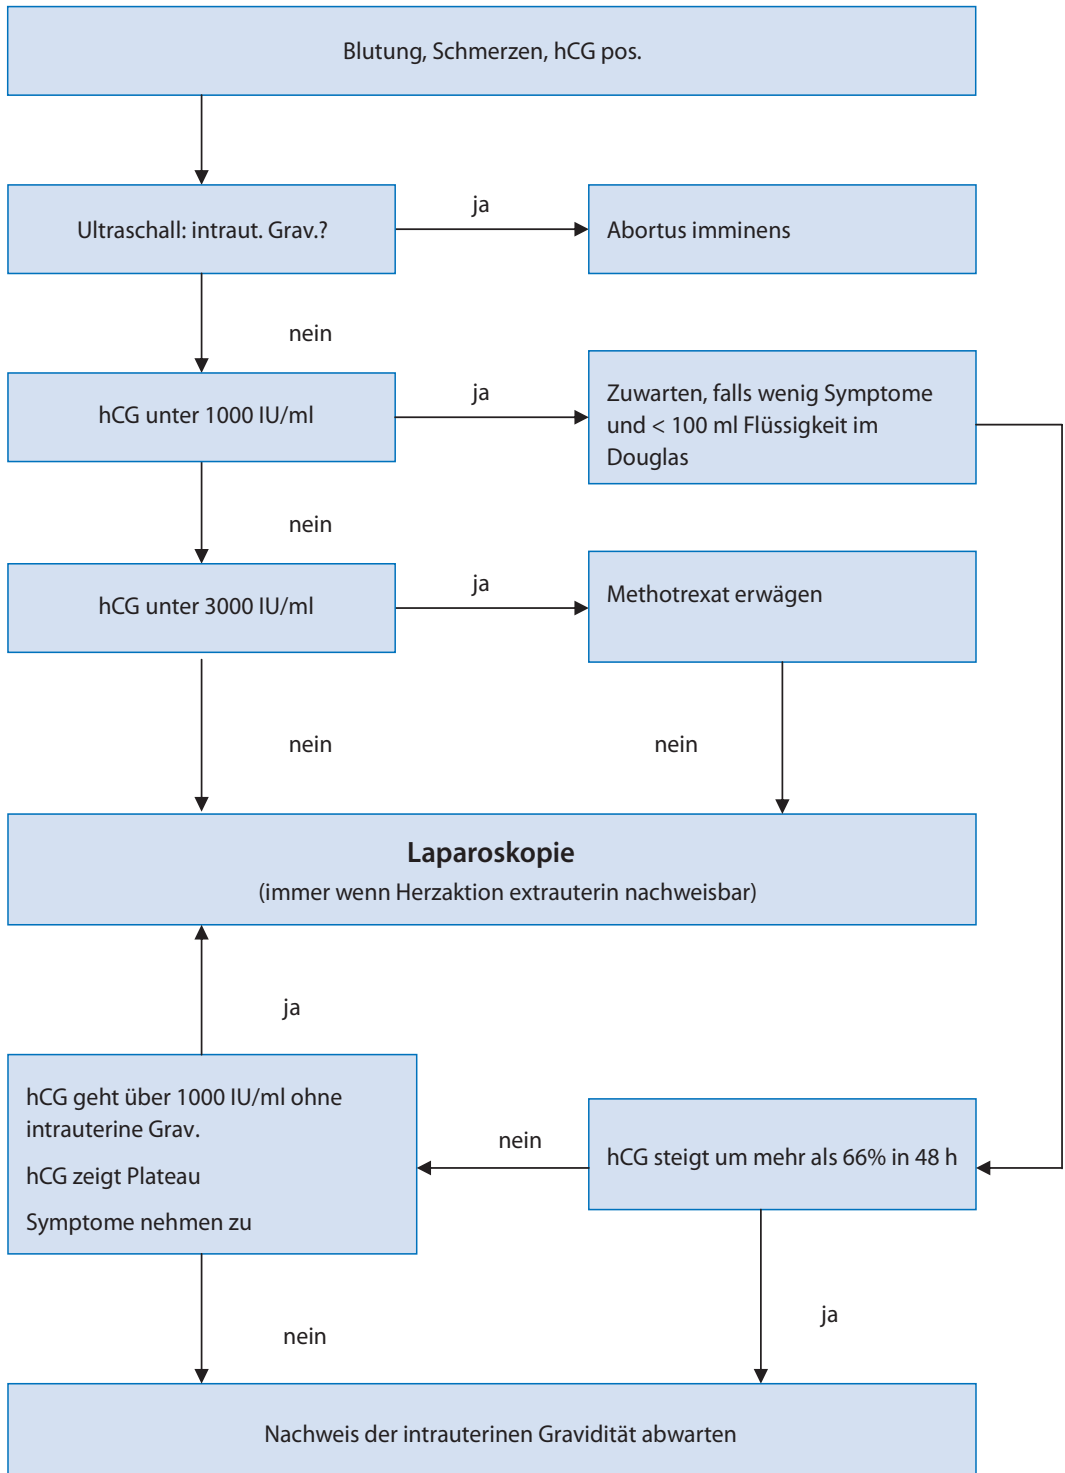 Blutung, Schmerzen, hCG pos.
Ultraschall: intraut. Grav.?
ja
Abortus imminens
nein
hCG unter 1000 IU/ml
ja
Zuwarten, falls wenig Symptome
und < 100 ml Flüssigkeit im
Douglas
nein
hCG unter 3000 IU/ml
ja
Methotrexat erwägen
nein
nein
Laparoskopie
(immer wenn Herzaktion extrauterin nachweisbar)
ja
hCG geht über 1000 IU/ml ohne
intrauterine Grav.
hCG zeigt Plateau
Symptome nehmen zu
nein
hCG steigt um mehr als 66% in 48 h
nein
ja
Nachweis der intrauterinen Gravidität abwarten